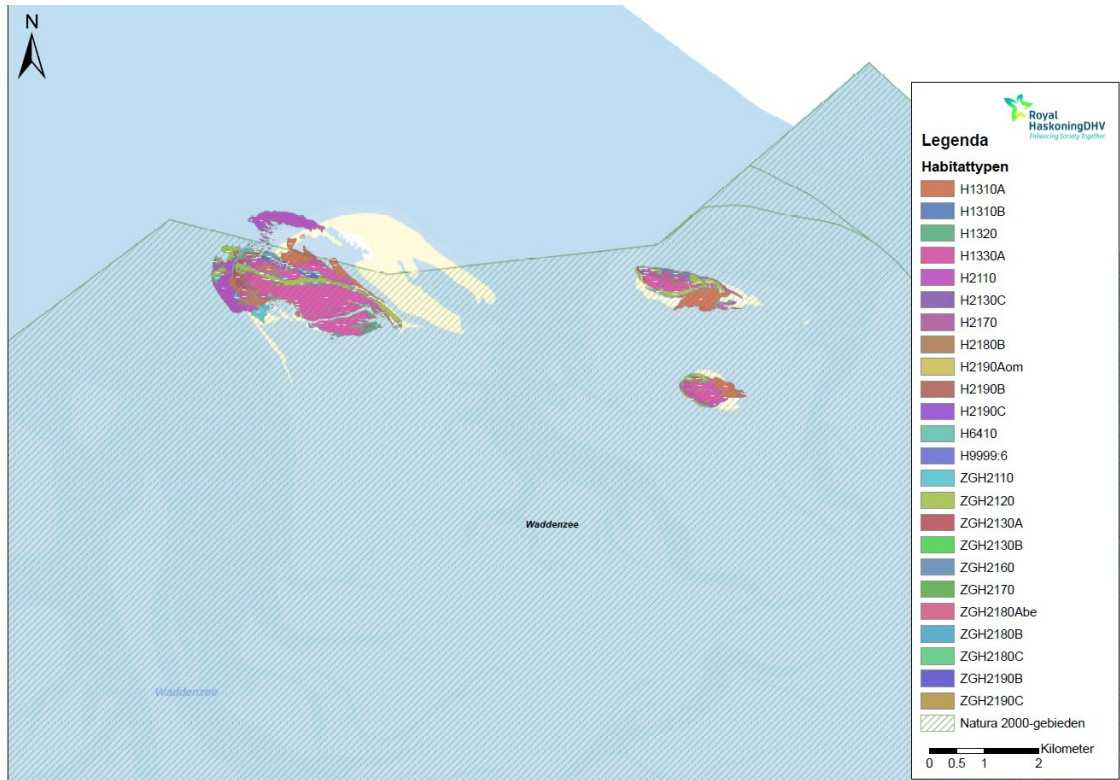 N
Royal
HaskoningDHV
Enhancing Society Together
Legenda
Habitattypen
H1310A
H1310B
H1320
H1330A
H2110
H2130C
H2170
H2180B
H2190Aom
H2190B
H2190C
H6410
H9999:6
ZGH2110
ZGH2120
ZGH2130A
ZGH2130B
ZGH2160
ZGH2170
ZGH2180Abe
ZGH2180B
ZGH2180C
ZGH2190B
ZGH2190C
Natura 2000-gebieden
Kilometer
0 0.5 1 2
Waddenzee
Waddenzee